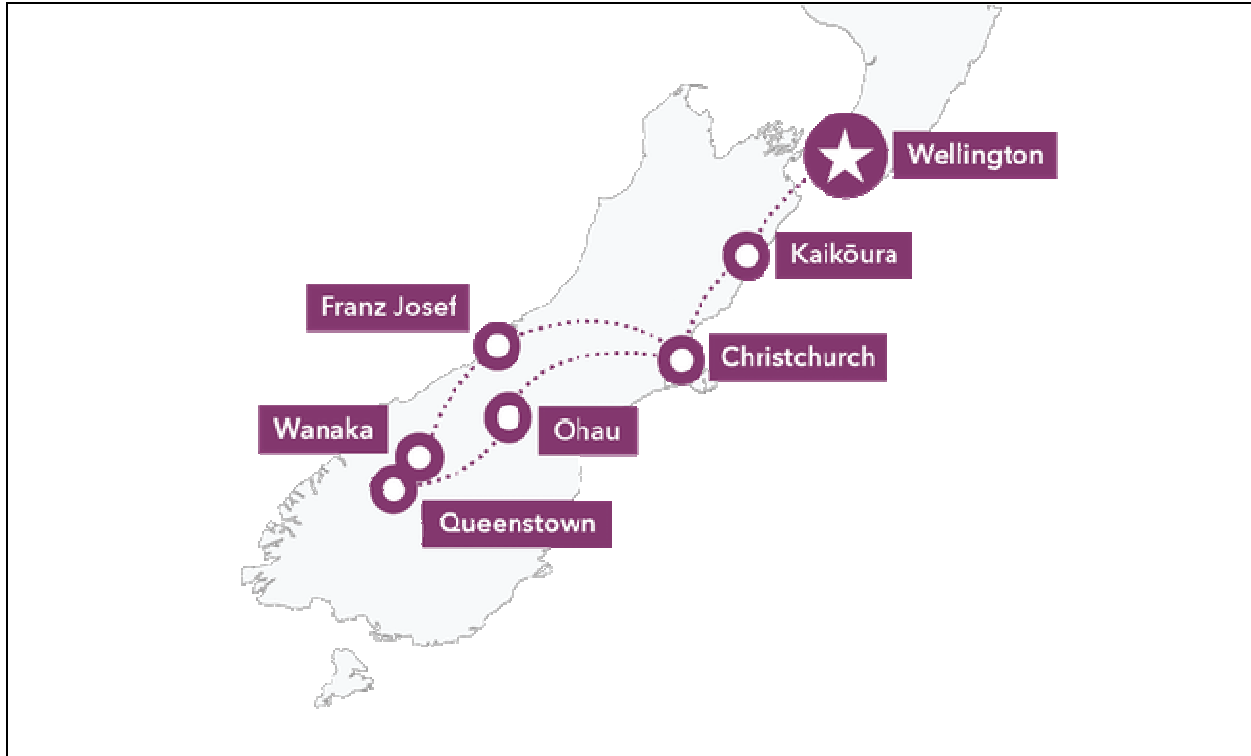 Wellington
Kaikōura
Franz Josef
Christchurch
Wanaka
Ōhau
Queenstown